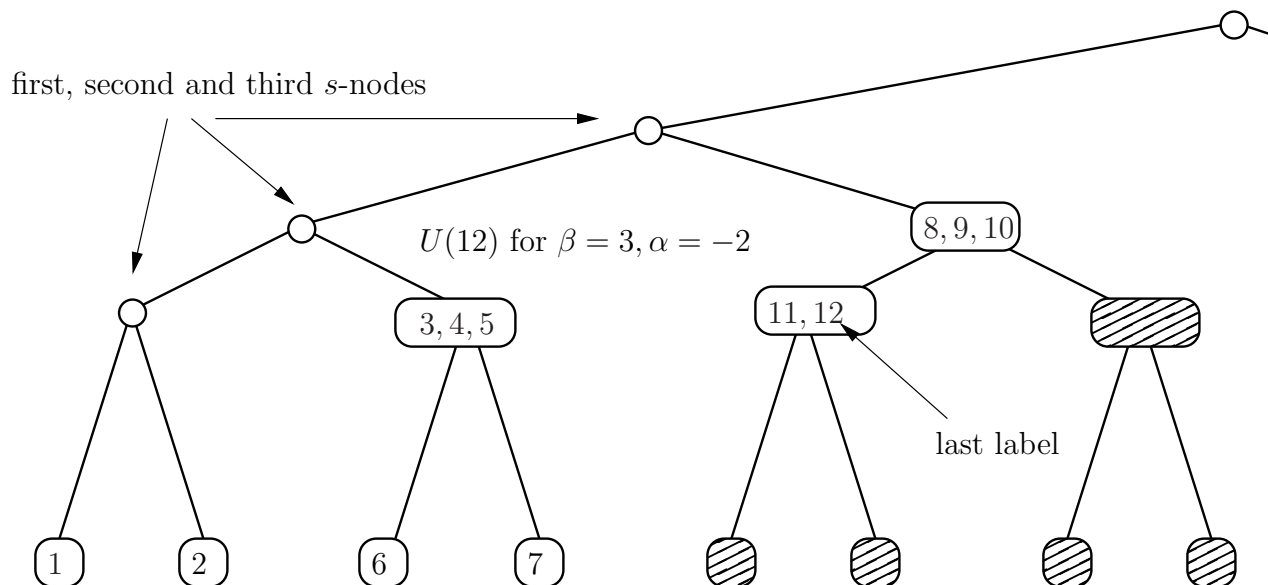 first, second and third s-nodes
U(12) for β = 3, α = −2
8, 9, 10
3, 4, 5
11, 12
last label
1
2
6
7